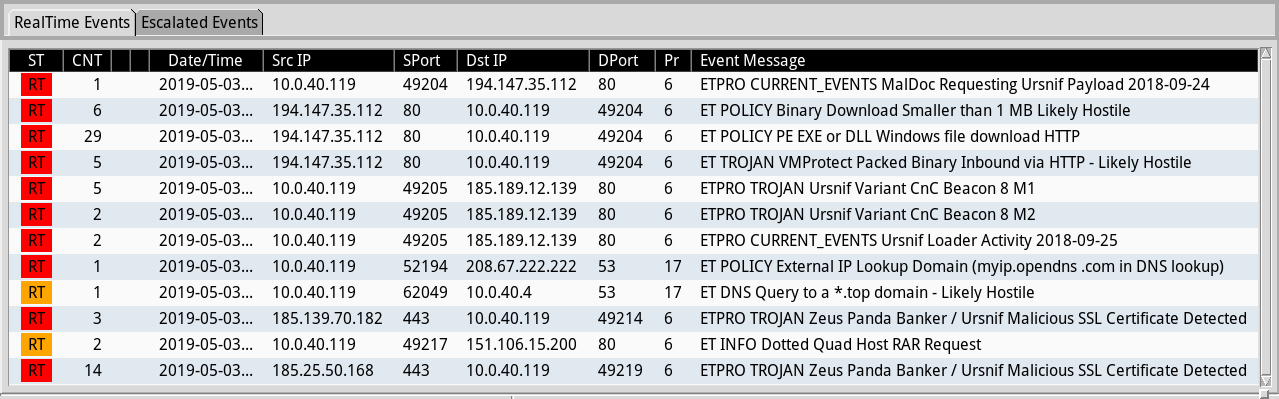 RealTime Events Escalated Events
ST CNT Date/Time Src IP SPort Dst IP DPort Pr Event Message
RT 1 2019-05-03... 10.0.40.119 49204 194.147.35.112 80 6 ETPRO CURRENT_EVENTS MalDoc Requesting Ursnif Payload 2018-09-24
RT 6 2019-05-03... 194.147.35.112 80 10.0.40.119 49204 6 ET POLICY Binary Download Smaller than 1 MB Likely Hostile
RT 29 2019-05-03... 194.147.35.112 80 10.0.40.119 49204 6 ET POLICY PE EXE or DLL Windows file download HTTP
RT 5 2019-05-03... 194.147.35.112 80 10.0.40.119 49204 6 ET TROJAN VMProtect Packed Binary Inbound via HTTP - Likely Hostile
RT 5 2019-05-03... 10.0.40.119 49205 185.189.12.139 80 6 ETPRO TROJAN Ursnif Variant CnC Beacon 8 M1
RT 2 2019-05-03... 10.0.40.119 49205 185.189.12.139 80 6 ETPRO TROJAN Ursnif Variant CnC Beacon 8 M2
RT 2 2019-05-03... 10.0.40.119 49205 185.189.12.139 80 6 ETPRO CURRENT_EVENTS Ursnif Loader Activity 2018-09-25
RT 1 2019-05-03... 10.0.40.119 52194 208.67.222.222 53 17 ET POLICY External IP Lookup Domain (myip.opendns .com in DNS lookup)
RT 1 2019-05-03... 10.0.40.119 62049 10.0.40.4 53 17 ET DNS Query to a *.top domain - Likely Hostile
RT 3 2019-05-03... 185.139.70.182 443 10.0.40.119 49214 6 ETPRO TROJAN Zeus Panda Banker / Ursnif Malicious SSL Certificate Detected
RT 2 2019-05-03... 10.0.40.119 49217 151.106.15.200 80 6 ET INFO Dotted Quad Host RAR Request
RT 14 2019-05-03... 185.25.50.168 443 10.0.40.119 49219 6 ETPRO TROJAN Zeus Panda Banker / Ursnif Malicious SSL Certificate Detected